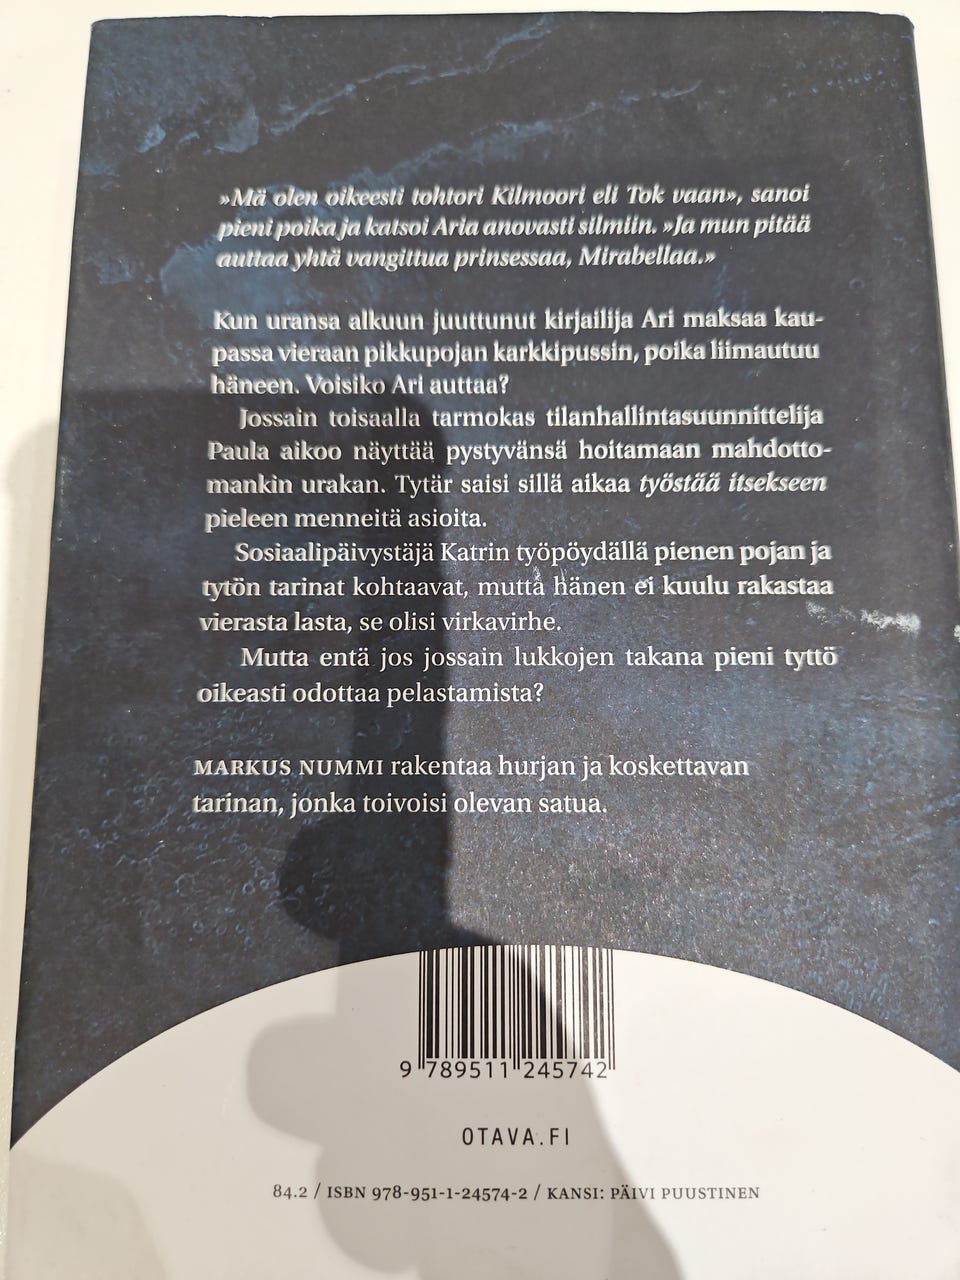 »Mä olen oikeesti tohtori Kilmoori eli Tok vaan», sanoi
pieni poika ja katsoi Aria anovasti silmiin. »Ja mun pitää
auttaa yhtä vangittua prinsessaa, Mirabellaa.»
Kun uransa alkuun juuttunut kirjailija Ari maksaa kau-
passa vieraan pikkupojan karkkipussin, poika liimautuu
häneen. Voisiko Ari auttaa?
Jossain toisaalla tarmokas tilanhallintasuunnittelija
Paula aikoo näyttää pystyvänsä hoitamaan mahdotto-
mankin urakan. Tytär saisi sillä aikaa työstää itsekseen
pieleen menneitä asioita.
Sosiaalipäivystäjä Katrin työpöydällä pienen pojan ja
tytön tarinat kohtaavat, mutta hänen ei kuulu rakastaa
vierasta lasta, se olisi virkavirhe.
Mutta entä jos jossain lukkojen takana pieni tyttö
oikeasti odottaa pelastamista?
MARKUS NUMMI rakentaa hurjan ja koskettavan
tarinan, jonka toivoisi olevan satua.
9 789511 245742
OTAVA.FI
84.2 / ISBN 978-951-1-24574-2 / KANSI: PÄIVI PUUSTINEN